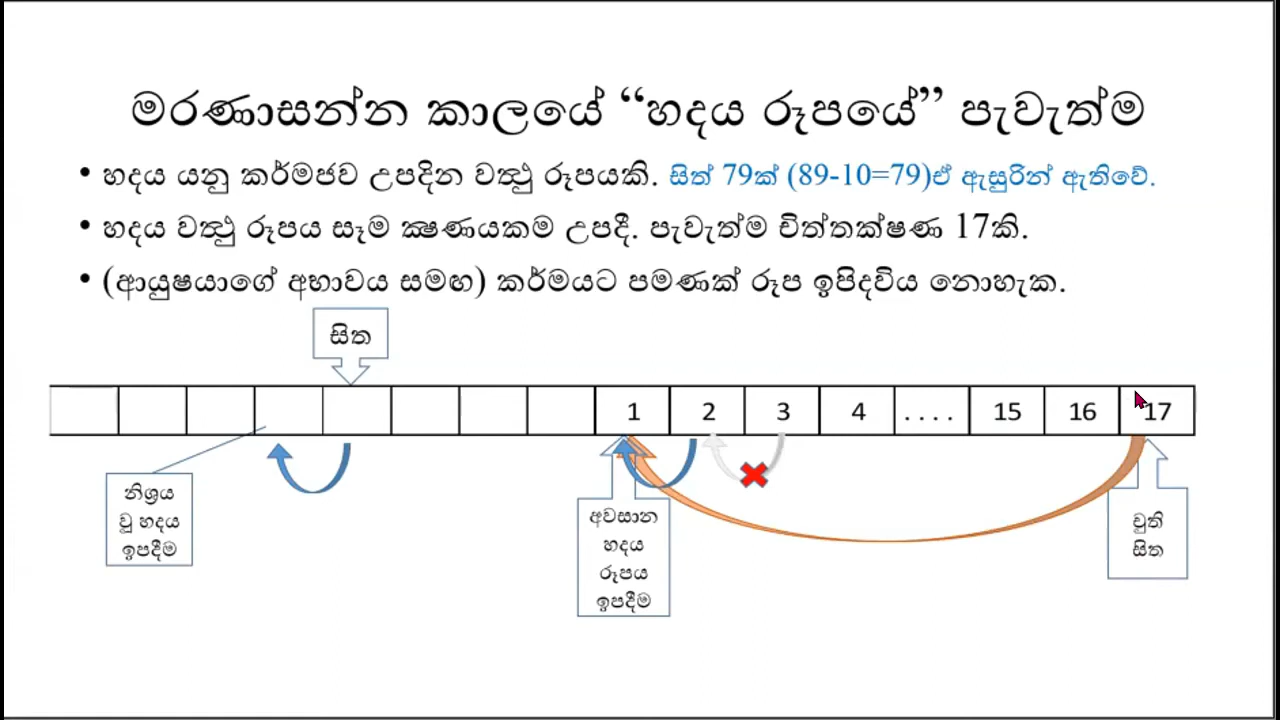 මරණාසන්න කාලයේ “හදය රූපයේ” පැවැත්ම
• හදය යනු කර්මජව උපදින වත්‍ථු රූපයකි. සිත් 79ක් (89-10=79)ඒ ඇසුරින් ඇතිවේ.
• හදය වත්‍ථු රූපය සෑම ක්‍ෂණයකම උපදී. පැවැත්ම චිත්තක්ෂණ 17කි.
• (ආයුෂයාගේ අභාවය සමඟ) කර්මයට පමණක් රූප ඉපිදවිය නොහැක.
සිත
1 2 3 4 .... 15 16 17
නිශ්‍රය
වූ හදය
ඉපදීම
අවසාන
හදය
රූපය
ඉපදීම
චුති
සිත